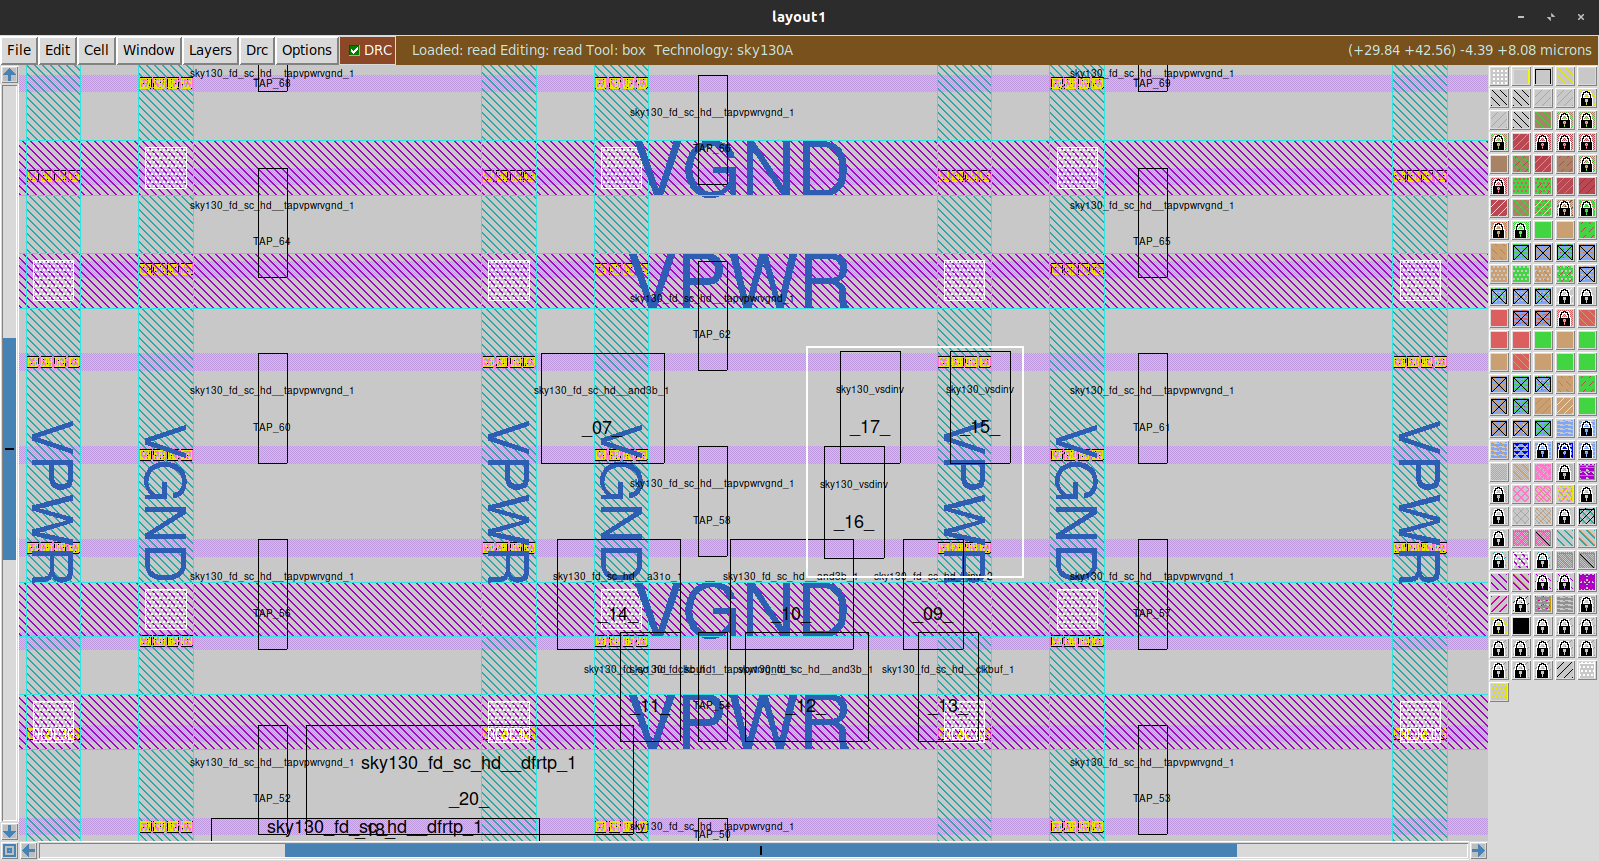 layout1
File Edit Cell Window Layers Drc Options DRC Loaded: read Editing: read Tool: box Technology: sky130A (+29.84 +42.56) -4.39 +8.08 microns
sky130_fd_sc_hd__tapvpwrvgnd_1 sky130_fd_sc_hd__tapvpwrvgnd_1
TAP_68 TAP_69
sky130_fd_sc_hd__tapvpwrvgnd_1
TAP_66
VGND
sky130_fd_sc_hd__tapvpwrvgnd_1 sky130_fd_sc_hd__tapvpwrvgnd_1
TAP_64 TAP_65
VPWR
sky130_fd_sc_hd__tapvpwrvgnd_1
TAP_62
sky130_fd_sc_hd__tapvpwrvgnd_1 sky130_fd_sc_hd__and3b_1 sky130_vsdinv sky130_vsdinv sky130_fd_sc_hd__tapvpwrvgnd_1
TAP_60 _07_ _17_ _15_ TAP_61
VPWR VGND VPWR VGND VPWR VGND VPWR
sky130_fd_sc_hd__tapvpwrvgnd_1 sky130_vsdinv
TAP_58 _16_
sky130_fd_sc_hd__tapvpwrvgnd_1 sky130_fd_sc_hd__a31o_1 sky130_fd_sc_hd__and3b_1 sky130_fd_sc_hd__tapvpwrvgnd_1
TAP_56 _14_ VGND _10_ _09_ TAP_57
sky130_fd_sc_hd__and3b_1 sky130_fd_sc_hd__clkbuf_1
_11_ TAP_54 VPWR _12_ _13_
sky130_fd_sc_hd__tapvpwrvgnd_1 sky130_fd_sc_hd__dfrtp_1 sky130_fd_sc_hd__tapvpwrvgnd_1
TAP_52 _20_ TAP_53
sky130_fd_sc_hd__dfrtp_1 sky130_fd_sc_hd__tapvpwrvgnd_1
TAP_50